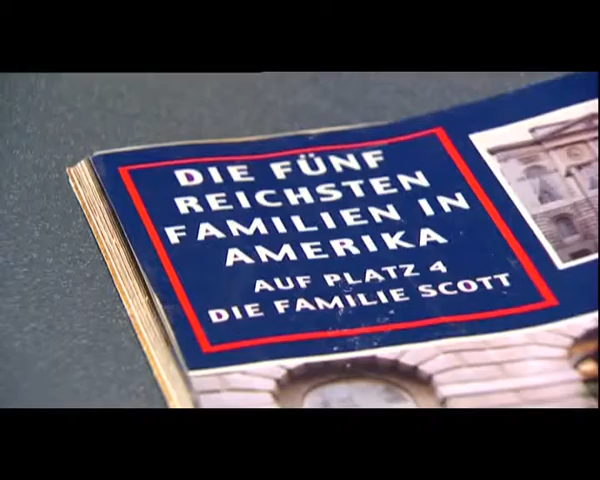 DIE FÜNF
REICHSTEN
FAMILIEN IN
AMERIKA
AUF PLATZ 4
DIE FAMILIE SCOTT